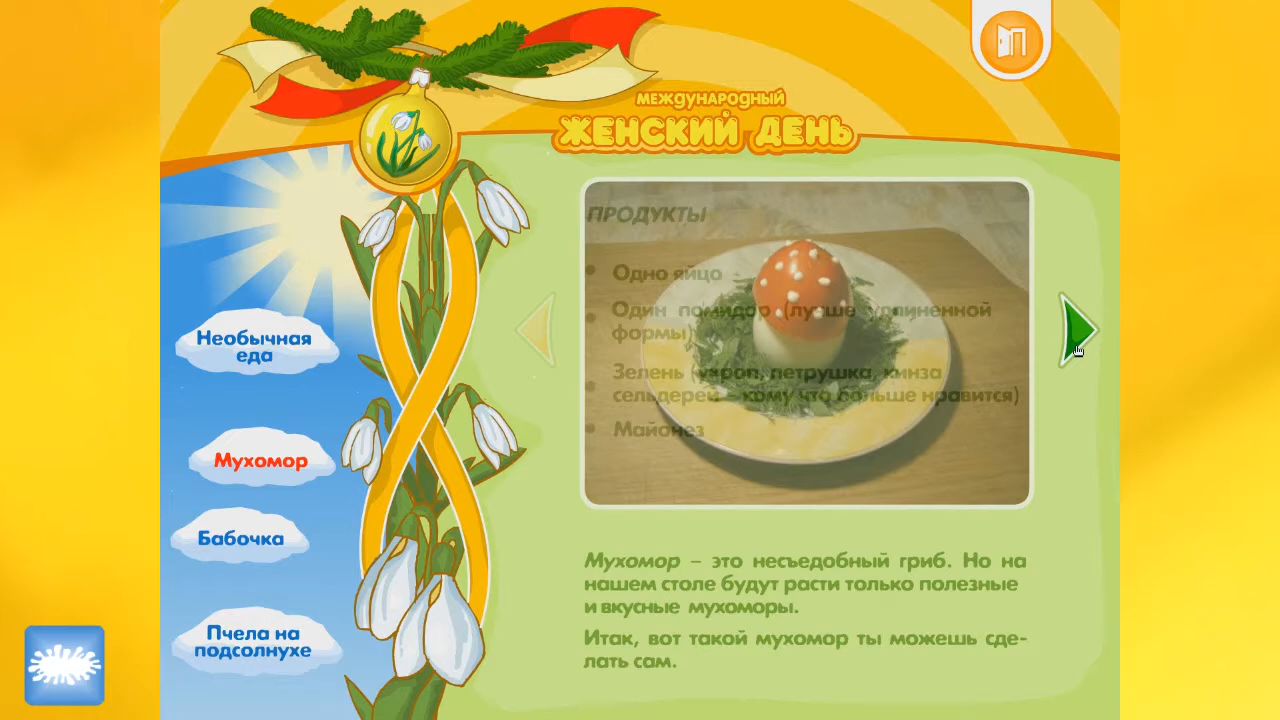 МЕЖДУНАРОДНЫЙ
ЖЕНСКИЙ ДЕНЬ
ПРОДУКТЫ
• Одно яйцо
• Один помидор (лучше удлиненной
формы)
• Зелень (укроп, петрушка, кинза
сельдерей – кому что больше нравится)
• Майонез
Необычная
еда
Мухомор
Бабочка
Пчела на
подсолнухе
Мухомор – это несъедобный гриб. Но на
нашем столе будут расти только полезные
и вкусные мухоморы.
Итак, вот такой мухомор ты можешь сде-
лать сам.